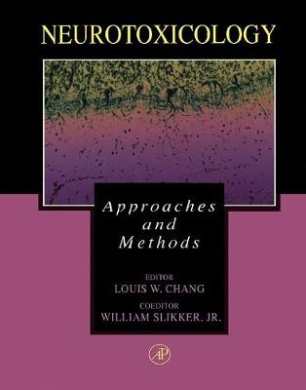 NEUROTOXICOLOGY
Approaches
and
Methods
EDITOR
LOUIS W. CHANG
COEDITOR
WILLIAM SLIKKER, JR.
AP